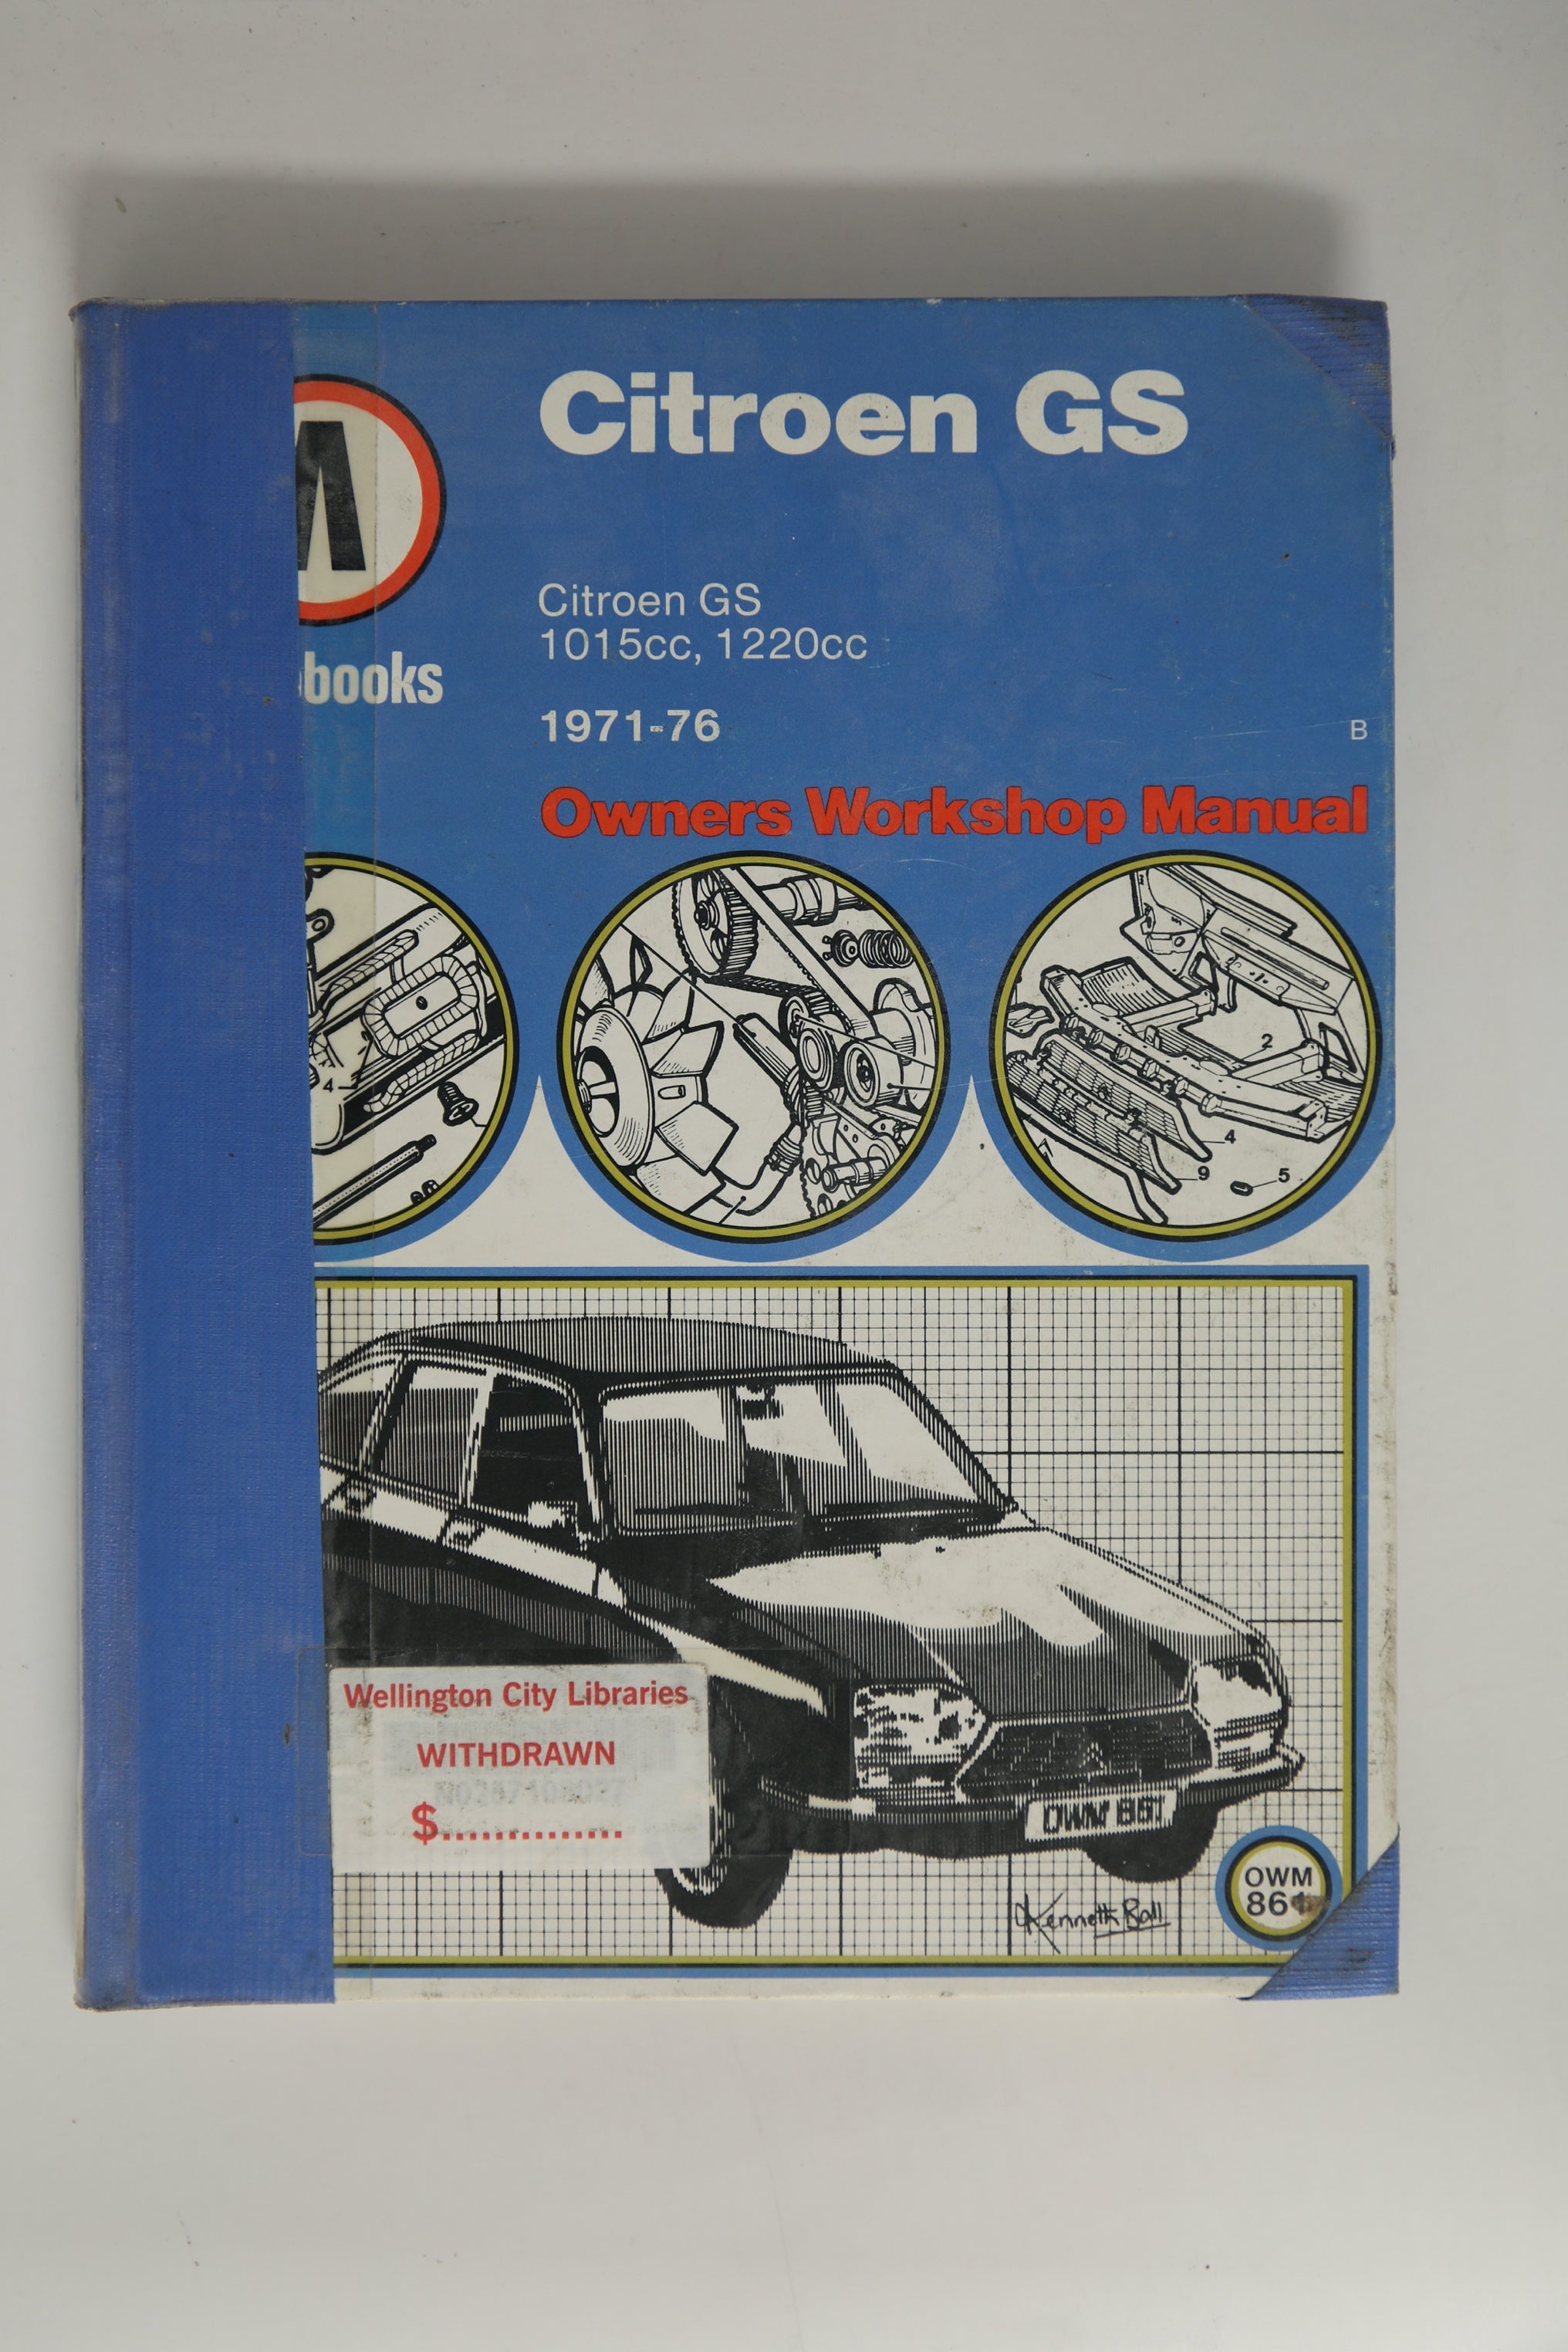 Citroen GS
M
books
Citroen GS
1015cc, 1220cc
1971-76
B
Owners Workshop Manual
4
2
4
9
5
Wellington City Libraries
WITHDRAWN
$..............
Kenneth Ball
OWM